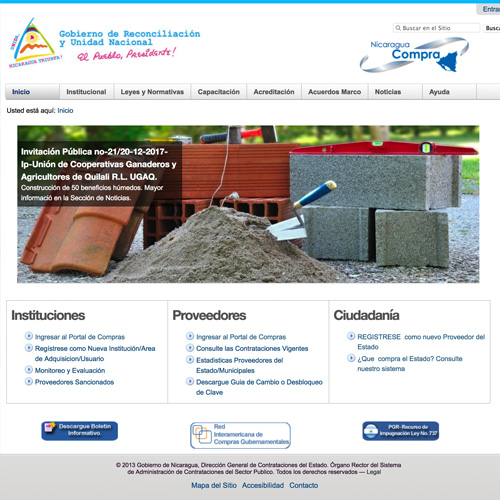 Entra
Gobierno de Reconciliación
y Unidad Nacional
El Pueblo, Presidente!
UNIDA,
NICARAGUA TRIUNFA!
Buscar en el Sitio
Busca
Nicaragua
Compra
Inicio
Institucional
Leyes y Normativas
Capacitación
Acreditación
Acuerdos Marco
Noticias
Ayuda
Usted está aquí: Inicio
Invitación Pública no-21/20-12-2017-
Ip-Unión de Cooperativas Ganaderos y
Agricultores de Quilali R.L. UGAQ.
Construcción de 50 beneficios húmedos. Mayor
informació en la Sección de Noticias.
Instituciones
Ingresar al Portal de Compras
Regístrese como Nueva Institución/Area
de Adquisicion/Usuario
Monitoreo y Evaluación
Proveedores Sancionados
Proveedores
Ingresar al Portal de Compras
Consulte las Contrataciones Vigentes
Estadisticas Proveedores del
Estado/Municipales
Descargue Guia de Cambio o Desbloqueo
de Clave
Ciudadanía
REGISTRESE como nuevo Proveedor del
Estado
¿Que compra el Estado? Consulte
nuestro sistema
Descargue Boletin
Informativo
Red
Interamericana de
Compras Gubernamentales
PGR-Recurso de
Impugnación Ley No. 737
© 2013 Gobierno de Nicaragua, Dirección General de Contrataciones del Estado. Órgano Rector del Sistema
de Administración de Contrataciones del Sector Publico. Todos los derechos reservados — Legal
Mapa del Sitio Accesibilidad Contacto